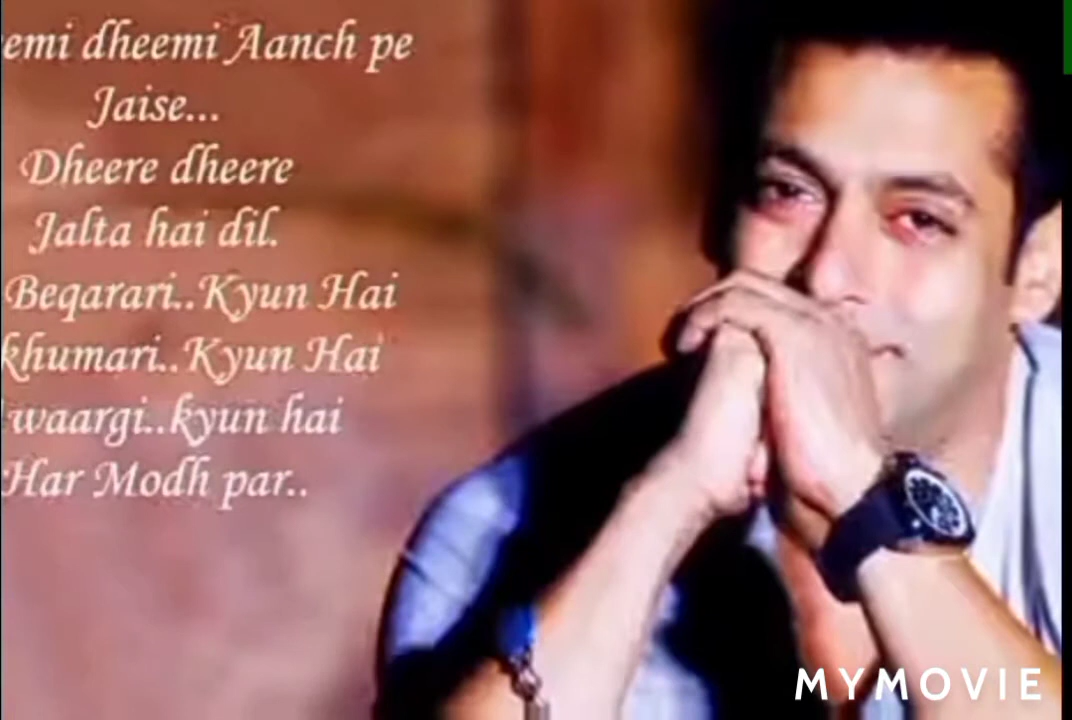 emi dheemi Aanch pe
Jaise...
Dheere dheere
Jalta hai dil.
Beqarari..Kyun Hai
khumari..Kyun Hai
waargi..kyun hai
Har Modh par..
MYMOVIE